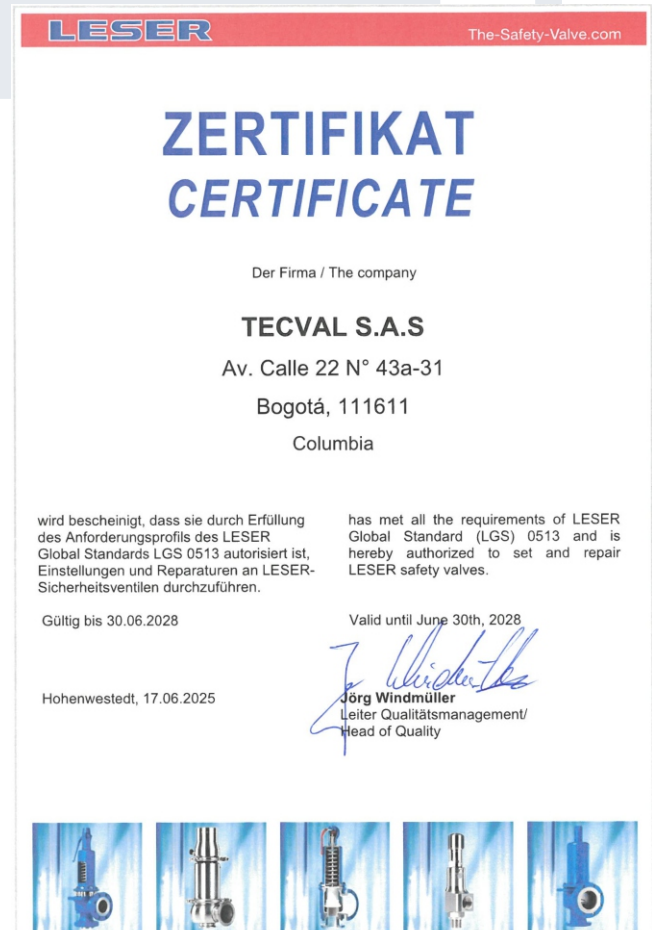 LESER
The-Safety-Valve.com
ZERTIFIKAT
CERTIFICATE
Der Firma / The company
TECVAL S.A.S
Av. Calle 22 N° 43a-31
Bogotá, 111611
Columbia
wird bescheinigt, dass sie durch Erfüllung
des Anforderungsprofils des LESER
Global Standards LGS 0513 autorisiert ist,
Einstellungen und Reparaturen an LESER-
Sicherheitsventilen durchzuführen.
Gültig bis 30.06.2028
has met all the requirements of LESER
Global Standard (LGS) 0513 and is
hereby authorized to set and repair
LESER safety valves.
Valid until June 30th, 2028
Hohenwestedt, 17.06.2025
Jörg Windmüller
Leiter Qualitätsmanagement/
Head of Quality